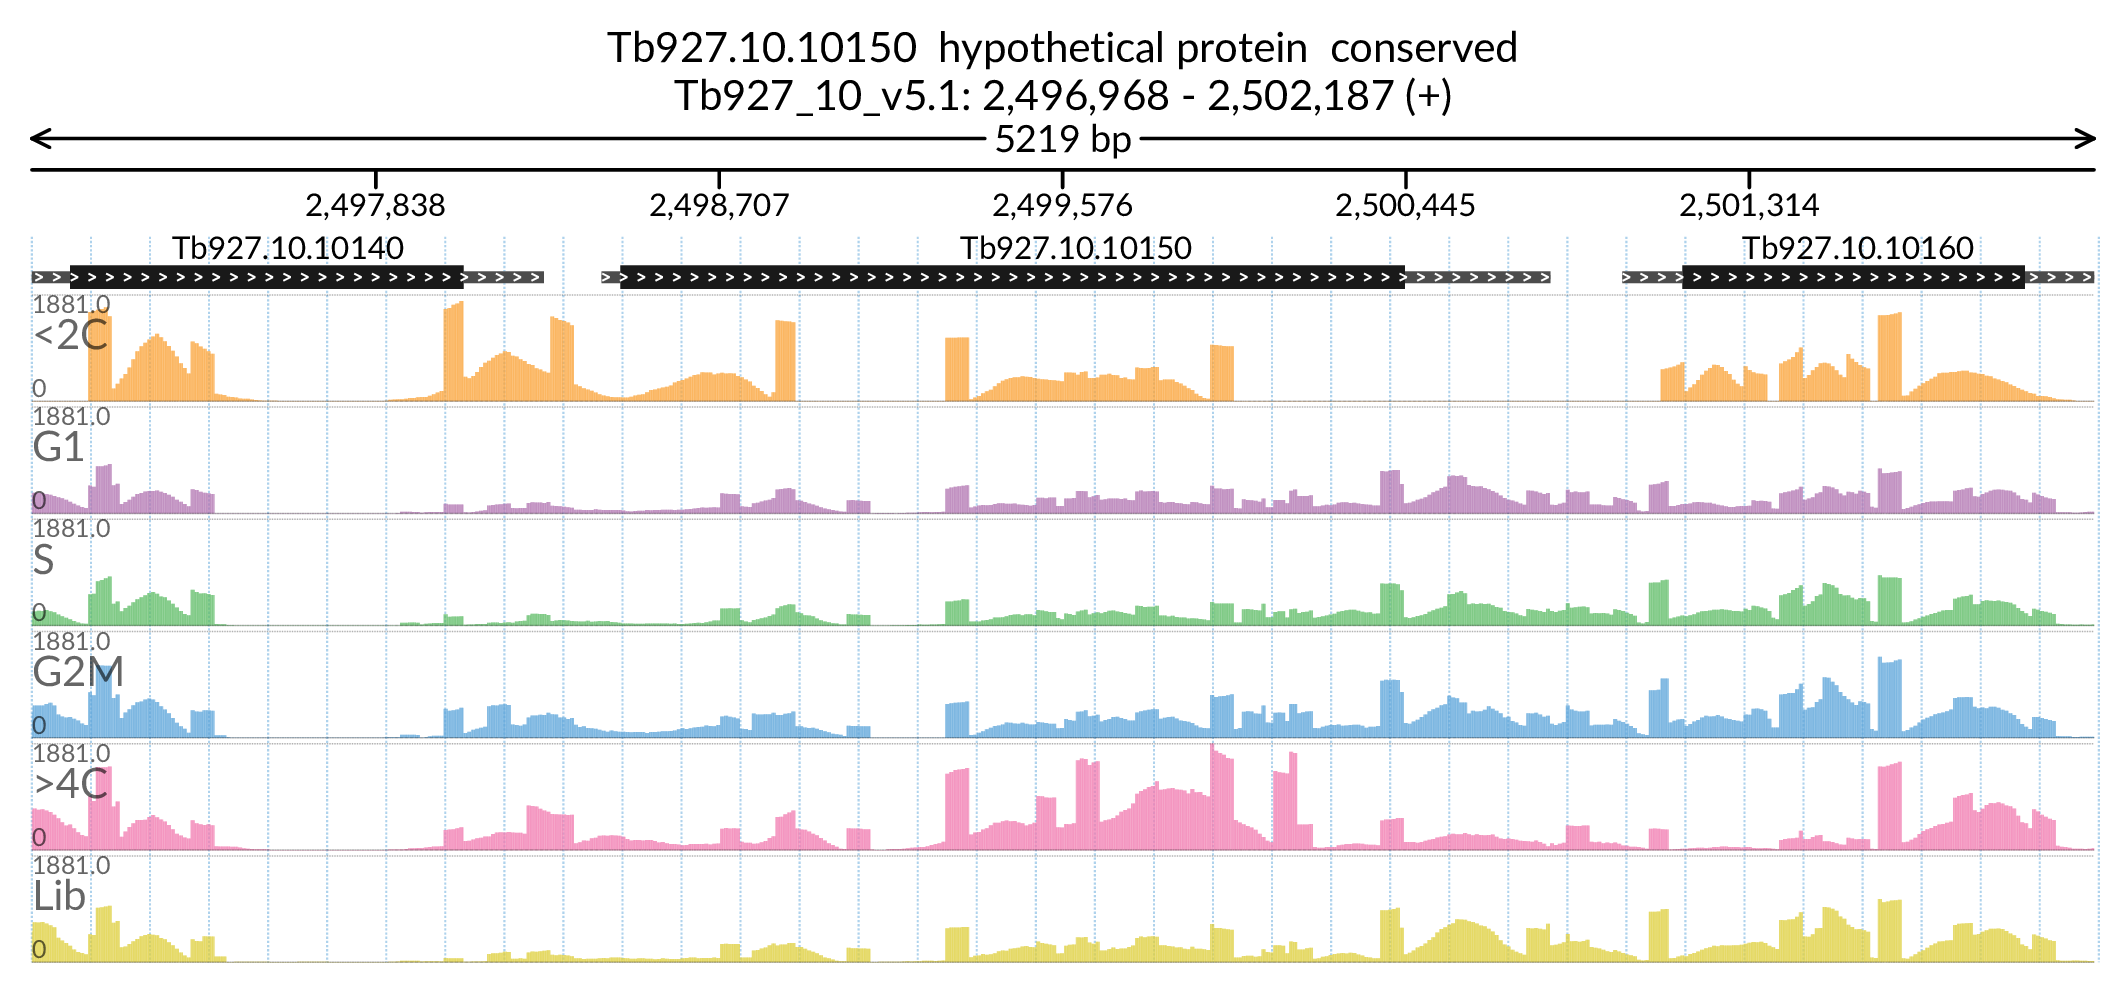 Tb927.10.10150  hypothetical protein  conserved
Tb927_10_v5.1: 2,496,968 - 2,502,187 (+)
5219 bp
2,497,838 2,498,707 2,499,576 2,500,445 2,501,314
Tb927.10.10140 Tb927.10.10150 Tb927.10.10160
1881.0
<2C
0
1881.0
G1
0
1881.0
S
0
1881.0
G2M
0
1881.0
>4C
0
1881.0
Lib
0